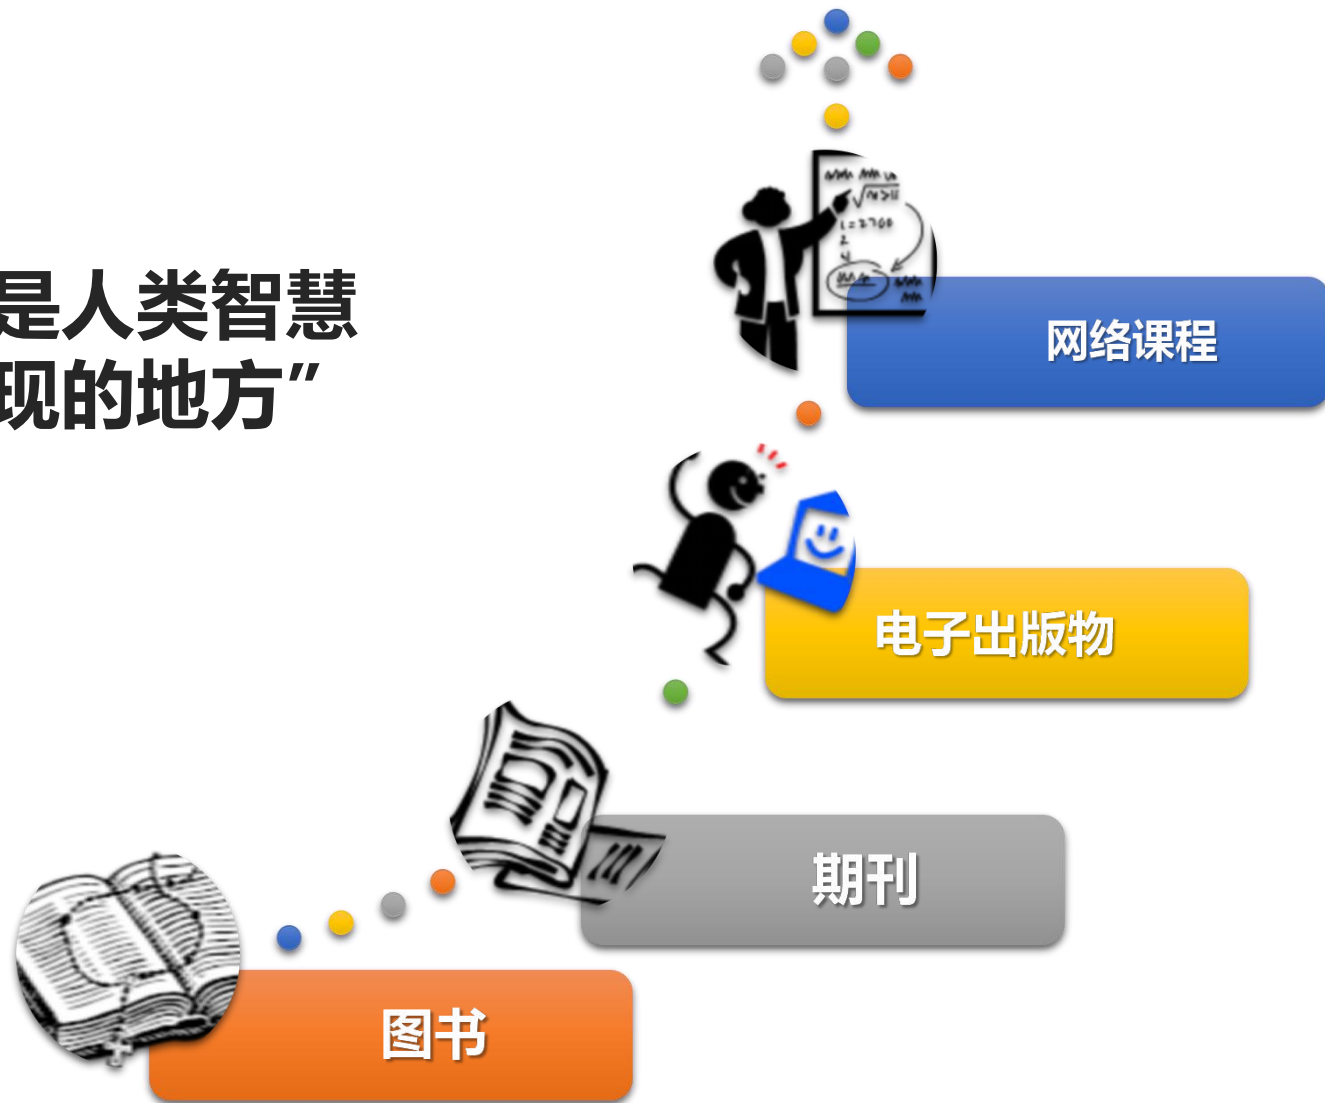 是人类智慧
现的地方”
网络课程
电子出版物
期刊
图书